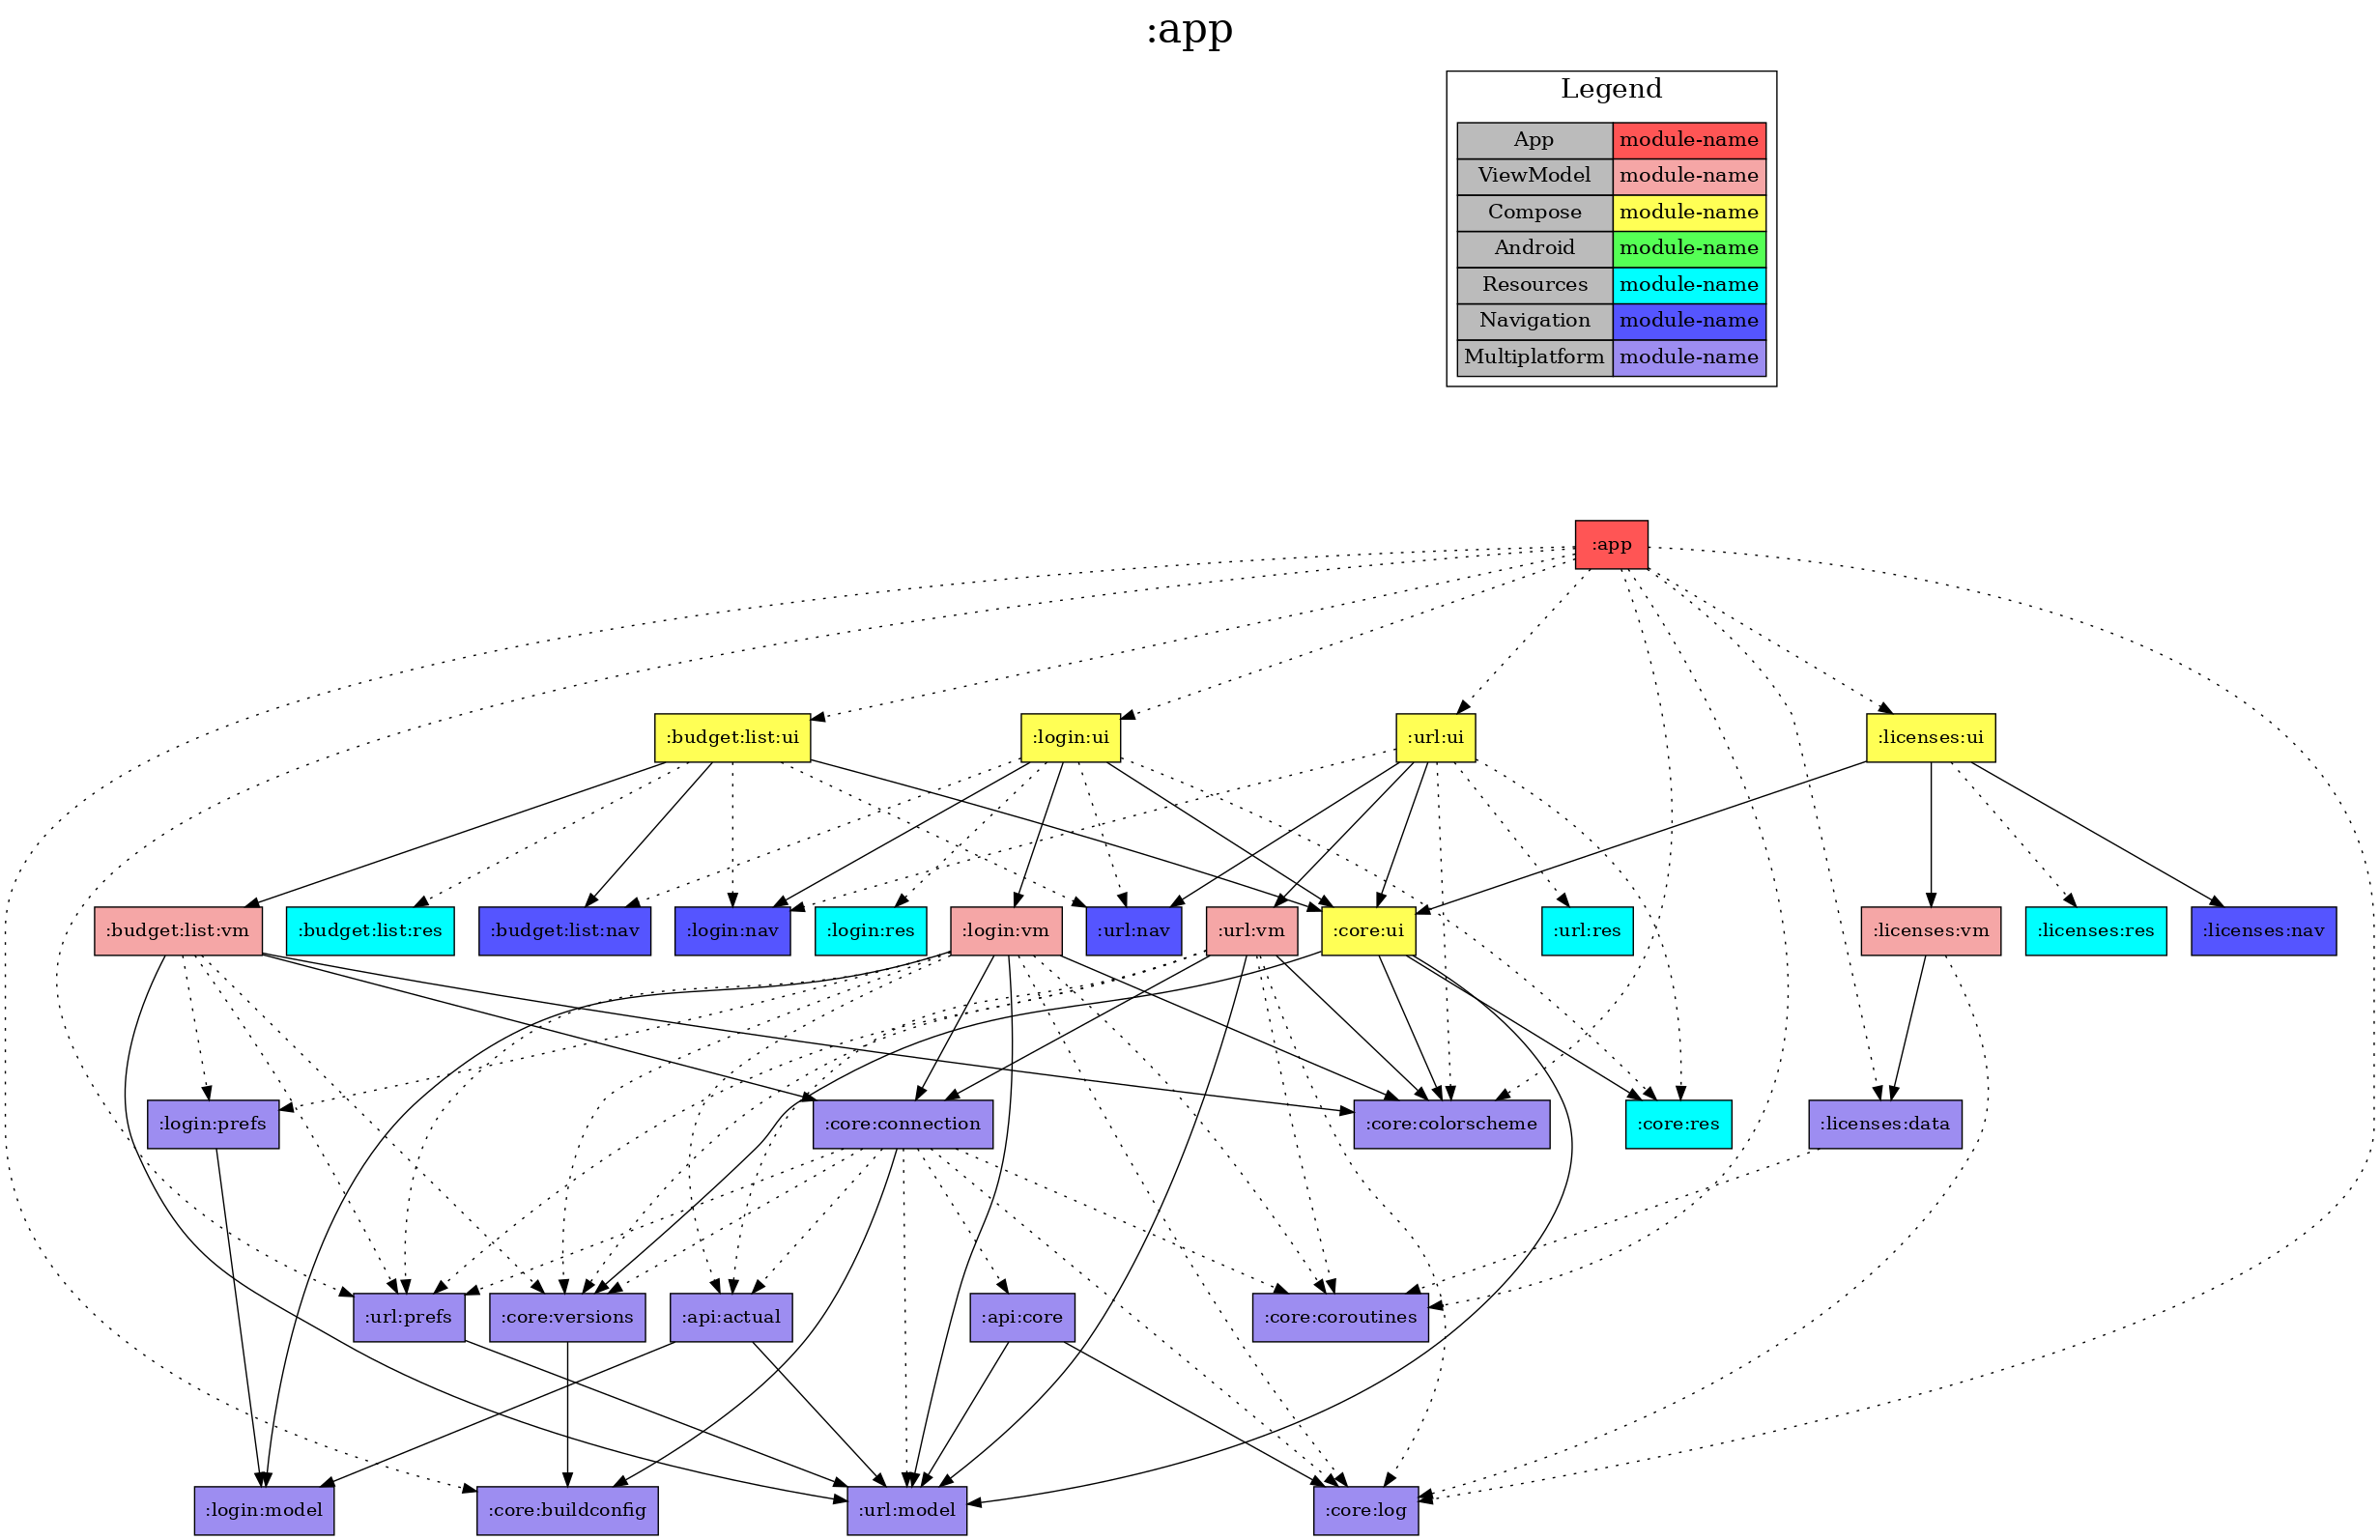 :app
Legend
App module-name
ViewModel module-name
Compose module-name
Android module-name
Resources module-name
Navigation module-name
Multiplatform module-name
:app
:budget:list:ui :login:ui :url:ui :licenses:ui
:budget:list:vm :budget:list:res :budget:list:nav :login:nav :login:res :login:vm :url:nav :url:vm :core:ui :url:res :licenses:vm :licenses:res :licenses:nav
:login:prefs :core:connection :core:colorscheme :core:res :licenses:data
:url:prefs :core:versions :api:actual :api:core :core:coroutines
:login:model :core:buildconfig :url:model :core:log